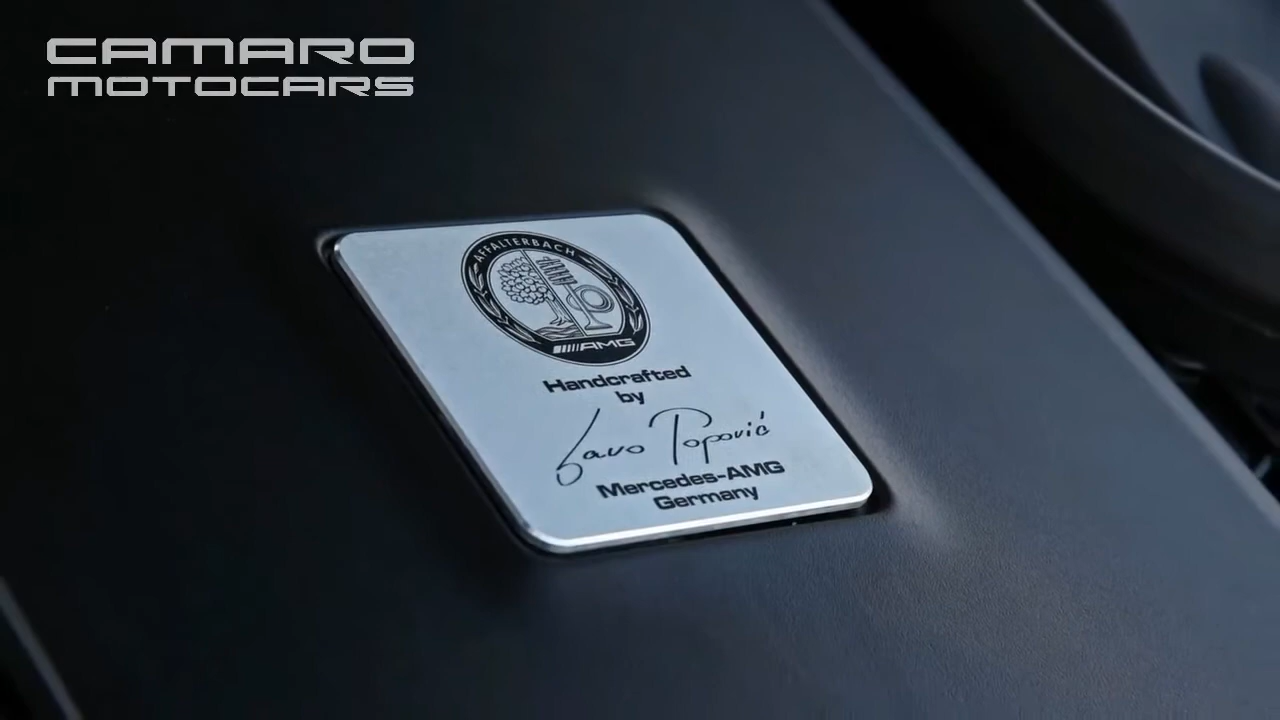 CAMARO
MOTOCARS
AFFALTERBACH
AMG
Handcrafted
by
Savo Popović
Mercedes-AMG
Germany